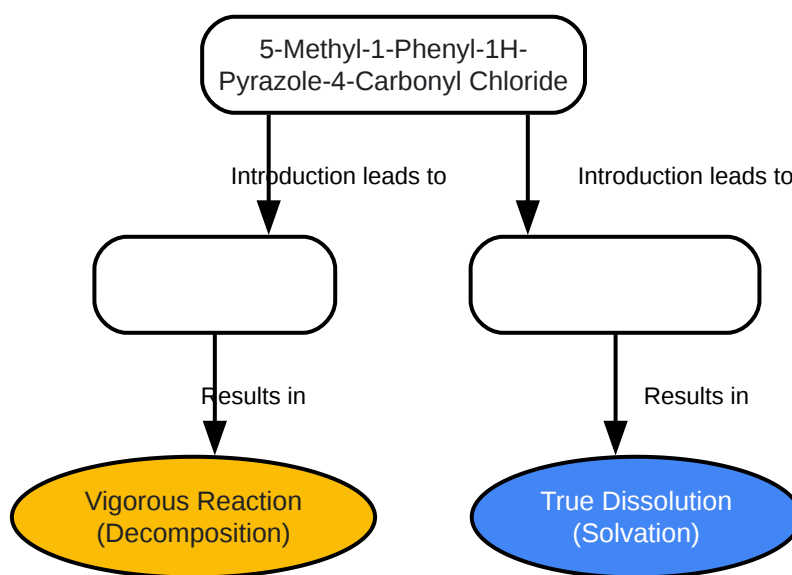 5-Methyl-1-Phenyl-1H-
Pyrazole-4-Carbonyl Chloride
Introduction leads to
Introduction leads to
Results in
Results in
Vigorous Reaction
(Decomposition)
True Dissolution
(Solvation)